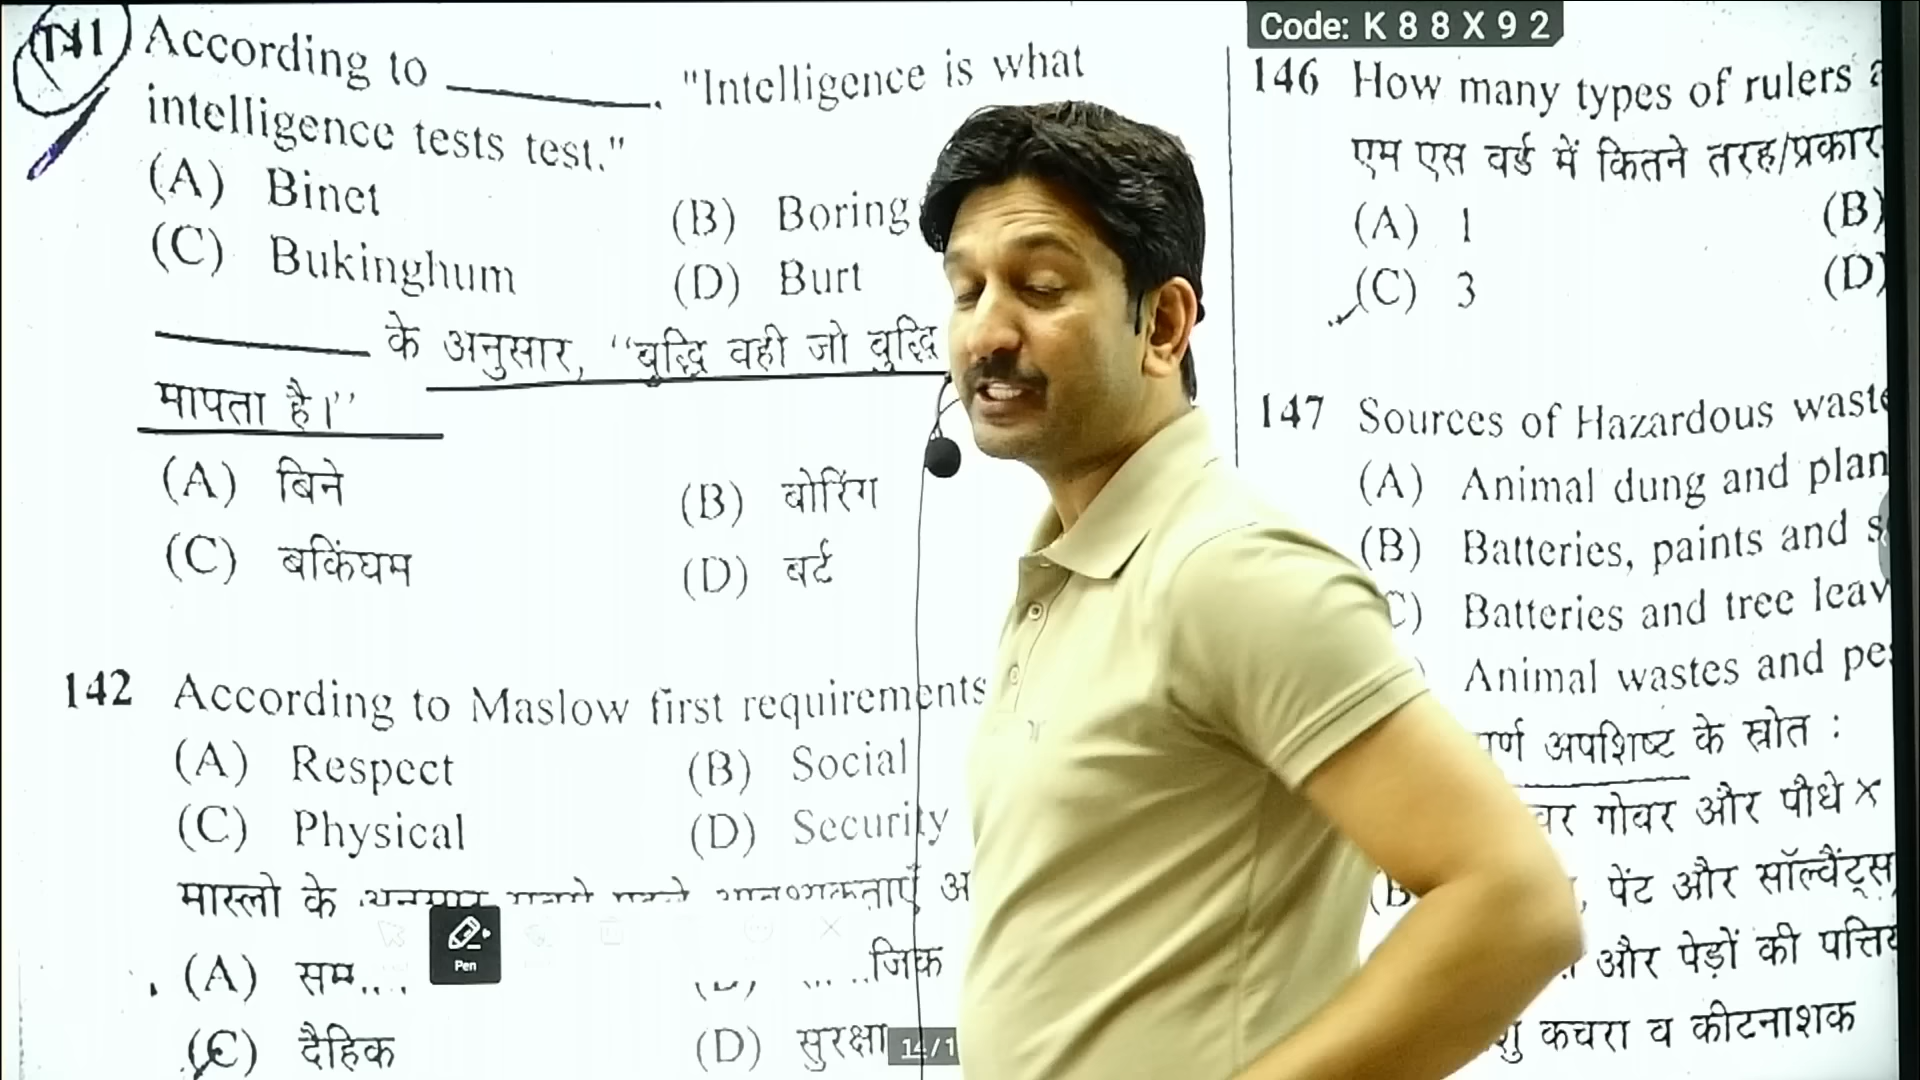 Code: K 8 8 X 9 2
141 According to ________. "Intelligence is what
intelligence tests test."
(A) Binet
(B) Boring
(C) Bukinghum
(D) Burt
________ के अनुसार, ‘‘बुद्धि वही जो बुद्धि
मापता है।’’
(A) बिने
(B) बोरिंग
(C) बकिंघम
(D) बर्ट
142 According to Maslow first requirements
(A) Respect
(B) Social
(C) Physical
(D) Security
मास्लो के
Pen
(A) सम
(C) दैहिक
(D) सुरक्षा
146 How many types of rulers
एम एस वर्ड में कितने तरह/प्रकार
(A) 1
(B)
(C) 3
(D)
147 Sources of Hazardous waste
(A) Animal dung and plan
(B) Batteries, paints and s
C) Batteries and tree leav
Animal wastes and pe
अपशिष्ट के स्रोत :
गोबर और पौधे
पेंट और सॉल्वैंट्स
और पेड़ों की
कचरा व कीटनाशक